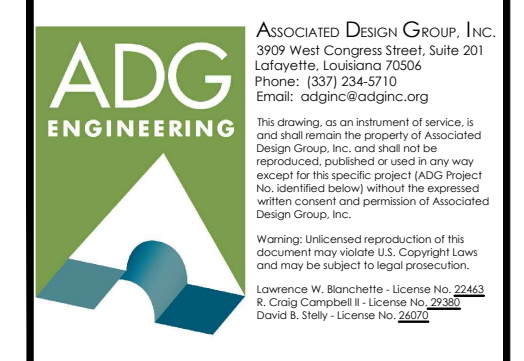 ADG
ENGINEERING
ASSOCIATED DESIGN GROUP, INC.
3909 West Congress Street, Suite 201
Lafayette, Louisiana 70506
Phone: (337) 234-5710
Email: adginc@adginc.org
This drawing, as an instrument of service, is
and shall remain the property of Associated
Design Group, Inc. and shall not be
reproduced, published or used in any way
except for this specific project (ADG Project
No. identified below) without the expressed
written consent and permission of Associated
Design Group, Inc.
Warning: Unlicensed reproduction of this
document may violate U.S. Copyright Laws
and may be subject to legal prosecution.
Lawrence W. Blanchette - License No. 22463
R. Craig Campbell II - License No. 29380
David B. Stelly - License No. 26070